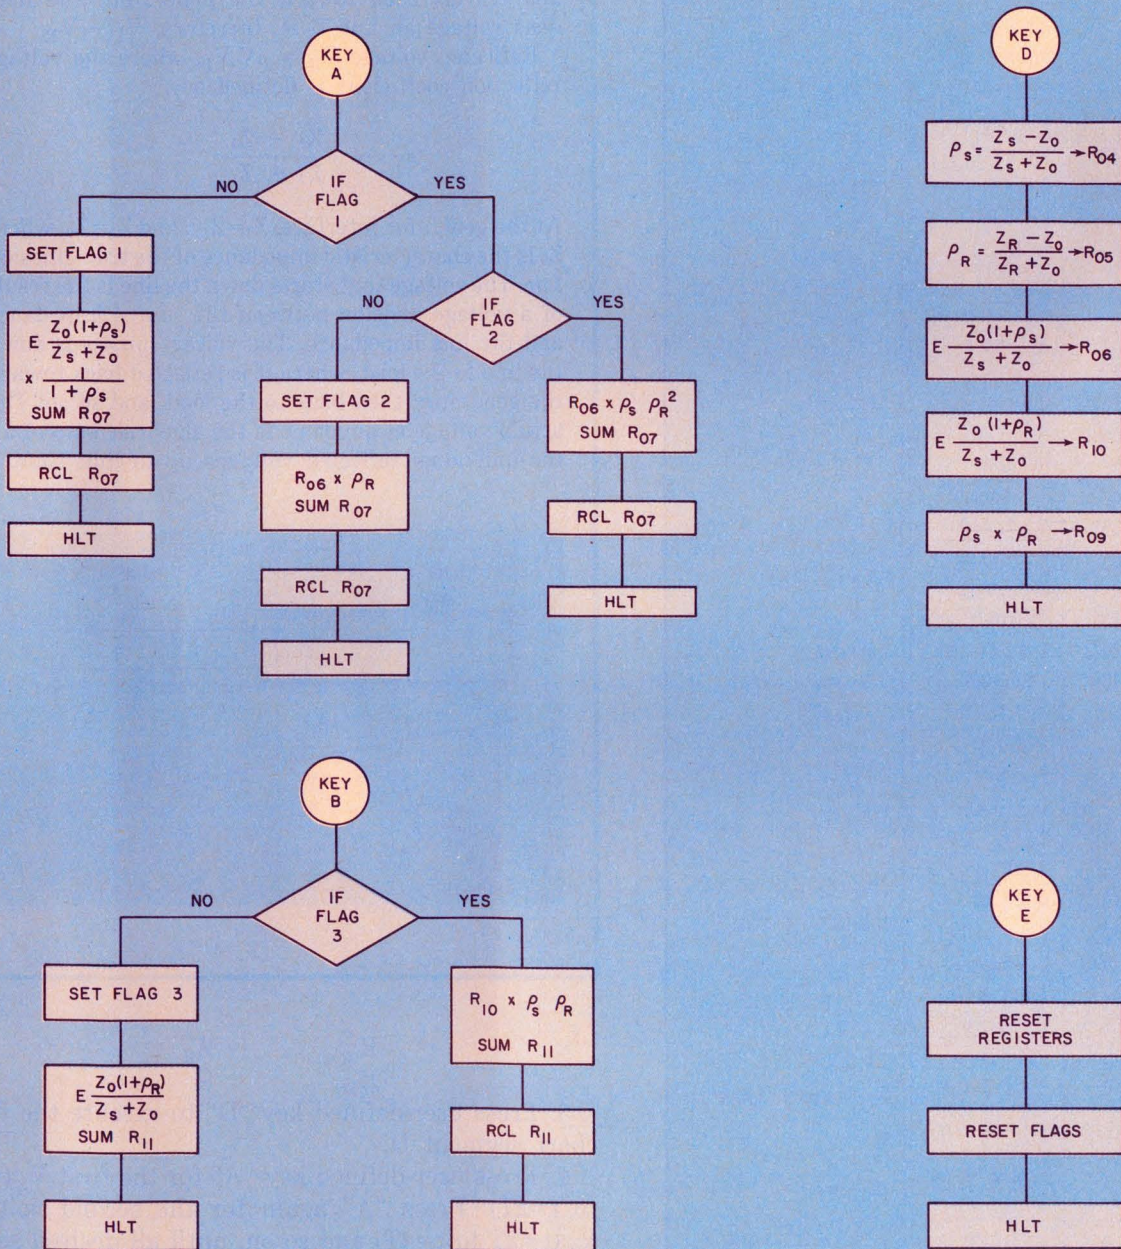 KEY
A
IF
FLAG
1
NO
YES
SET FLAG 1
E Z₀(1+ρs)
Zs+Z₀
x
1+ρs
SUM R07
RCL R07
HLT
IF
FLAG
2
NO
YES
SET FLAG 2
R06 x ρR
SUM R07
RCL R07
HLT
R06 x ρs ρR²
SUM R07
RCL R07
HLT
KEY
D
ρs = Zs - Z₀
Zs + Z₀ → R04
ρR = ZR - Z₀
ZR + Z₀ → R05
E Z₀(1+ρs)
Zs + Z₀ → R06
E Z₀(1+ρR)
Zs + Z₀ → R10
ρs x ρR → R09
HLT
KEY
B
IF
FLAG
3
NO
YES
SET FLAG 3
E Z₀(1+ρR)
Zs+Z₀
SUM R11
HLT
R10 x ρs ρR
SUM R11
RCL R11
HLT
KEY
E
RESET
REGISTERS
RESET FLAGS
HLT